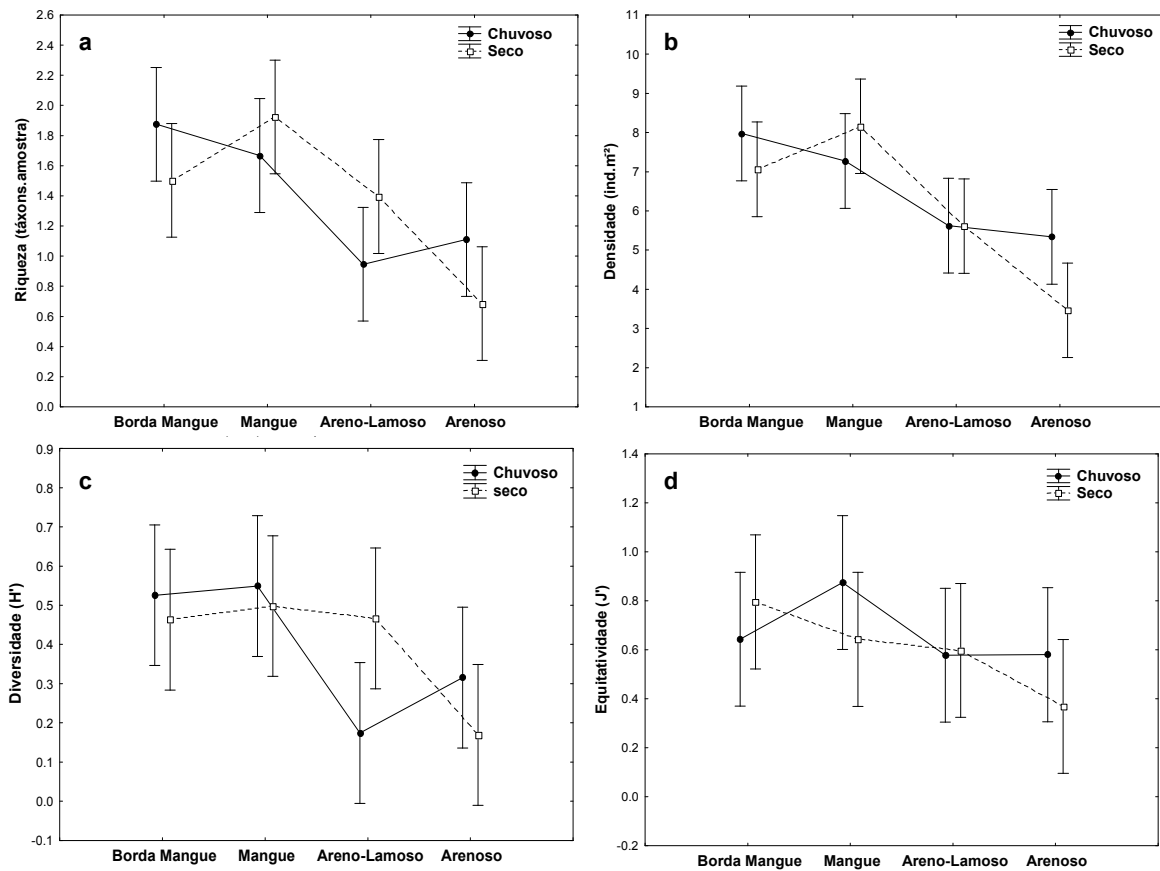 a
Chuvoso
Seco
Riqueza (táxons.amostra)
2.6
2.4
2.2
2.0
1.8
1.6
1.4
1.2
1.0
0.8
0.6
0.4
0.2
0.0
Borda Mangue Mangue Areno-Lamoso Arenoso
b
Chuvoso
Seco
Densidade (ind.m⁻²)
11
10
9
8
7
6
5
4
3
2
1
Borda Mangue Mangue Areno-Lamoso Arenoso
c
Chuvoso
seco
Diversidade (H')
0.9
0.8
0.7
0.6
0.5
0.4
0.3
0.2
0.1
0.0
-0.1
Borda Mangue Mangue Areno-Lamoso Arenoso
d
Chuvoso
Seco
Equitatividade (J')
1.4
1.2
1.0
0.8
0.6
0.4
0.2
0.0
-0.2
Borda Mangue Mangue Areno-Lamoso Arenoso